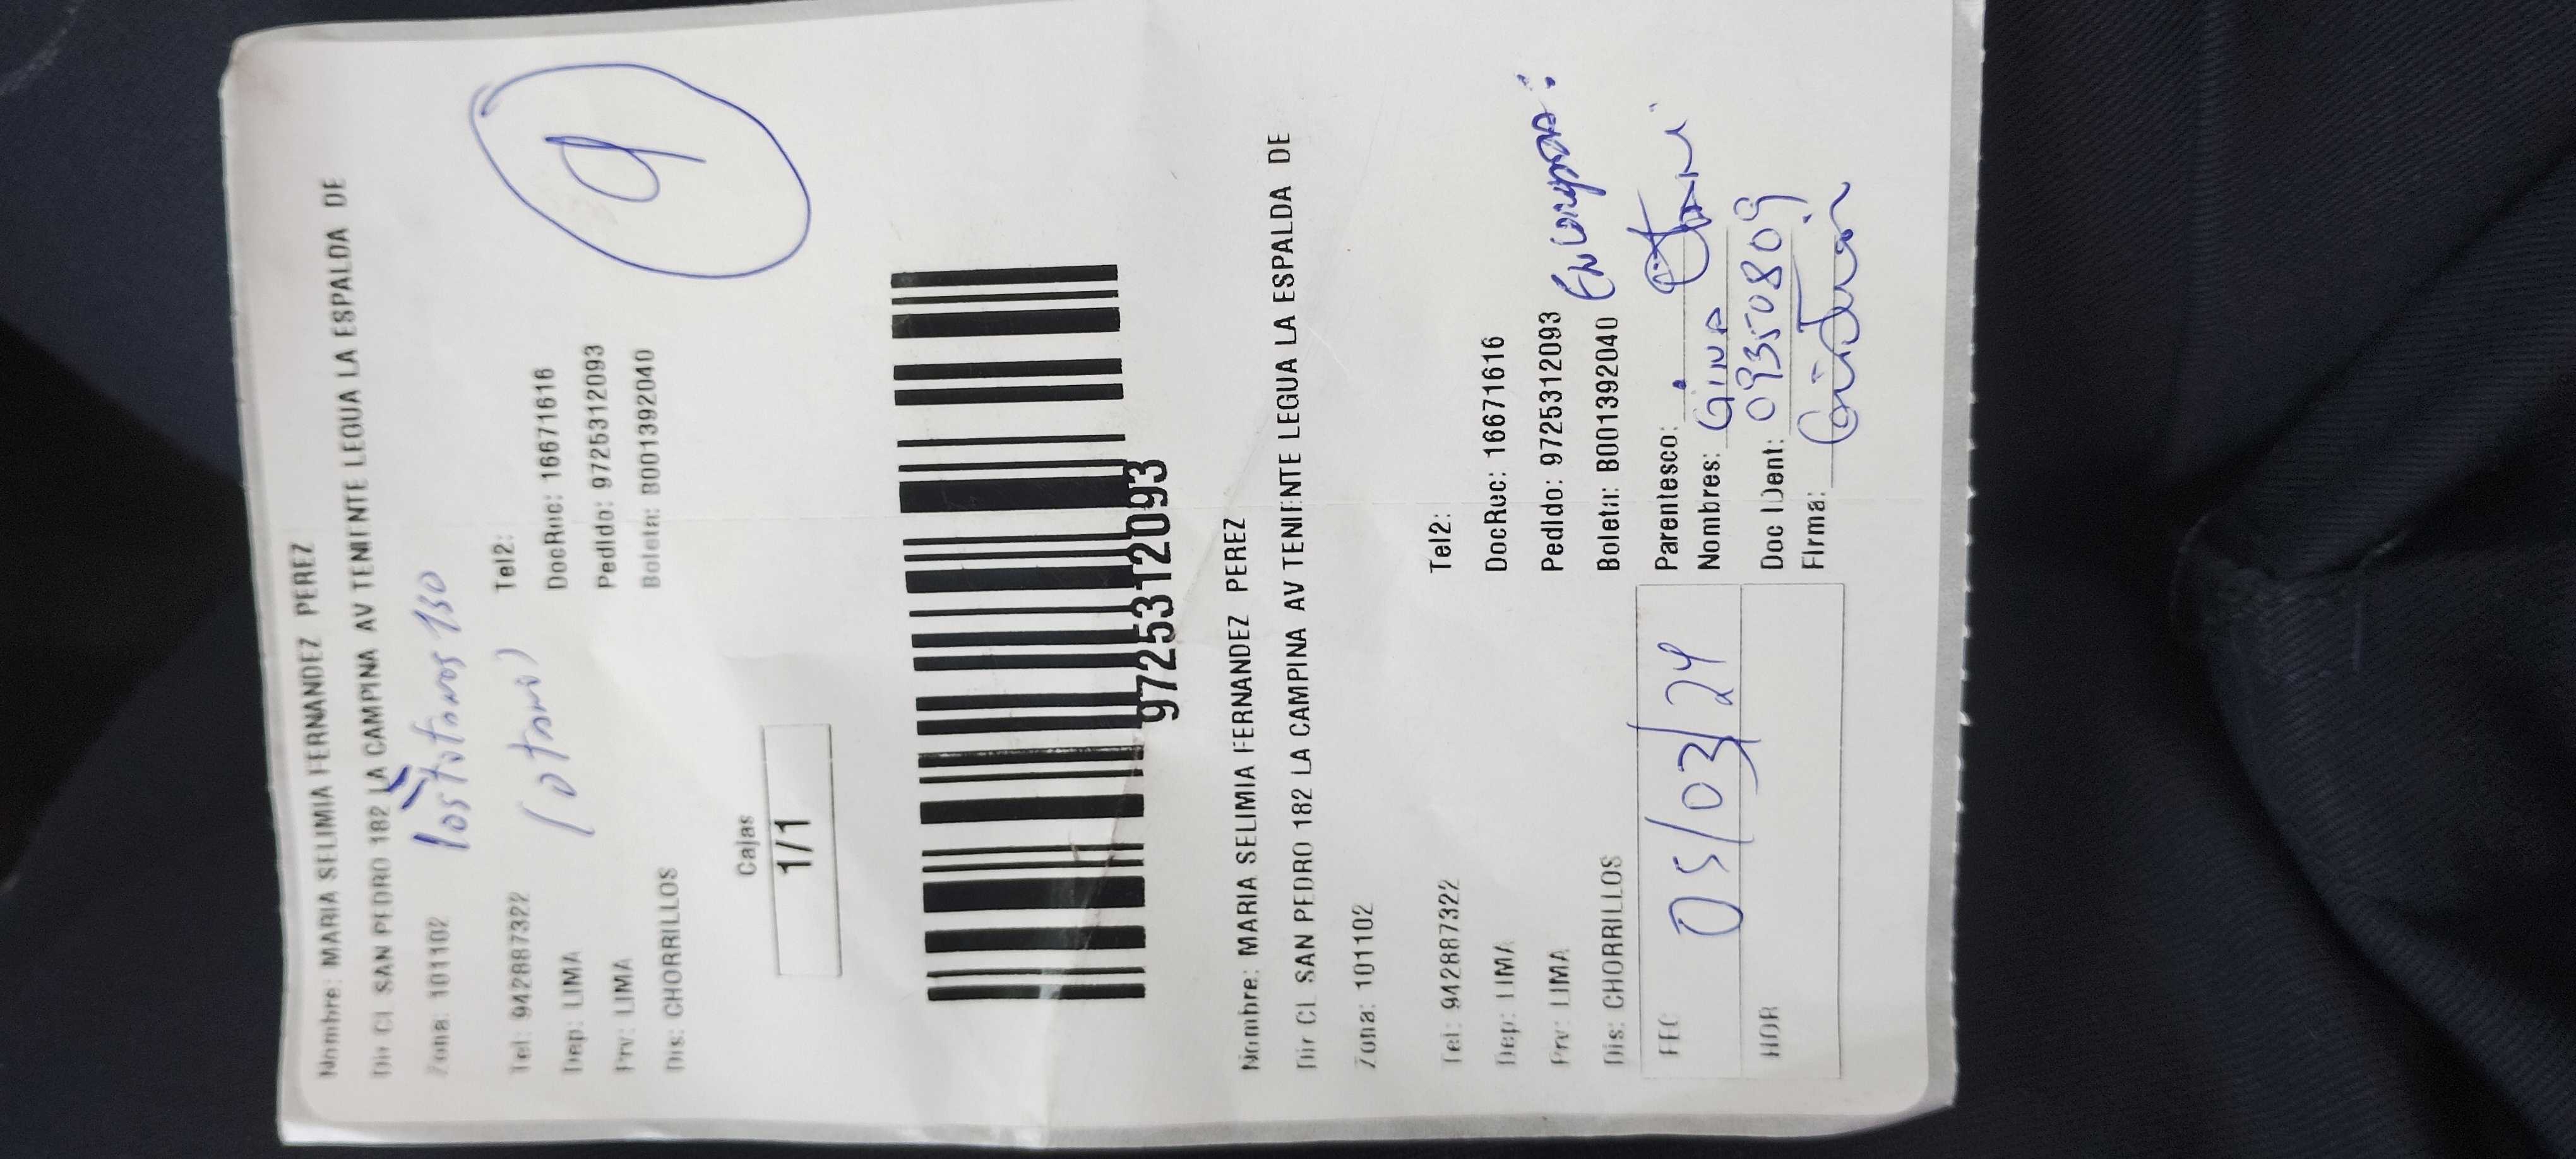 Nombre: MARIA SELIMIA FERNANDEZ PEREZ
Dir CL SAN PEDRO 182 LA CAMPINA AV TENIENTE LEGUA LA ESPALDA DE
Zona: 101102
130
Tel: 942887322 Tel2:
Dep: LIMA DocRuc: 16671616
Prv: LIMA PedIdo: 9725312093
Dis: CHORRILLOS Boleta: B001392040
9
Cajas
1/1
9725312093
Nombre: MARIA SELIMIA FERNANDEZ PEREZ
Dir CL SAN PEDRO 182 LA CAMPINA AV TENIENTE LEGUA LA ESPALDA DE
Zona: 101102
Tel: 942887322 Tel2:
Dep: LIMA DocRuc: 16671616
Prv: LIMA PedIdo: 9725312093
Dis: CHORRILLOS Boleta: B001392040
FEC 05/03/24 Parentesco:
Nombres: Gina
HOR Doc IDent: 09350809
FIrma: